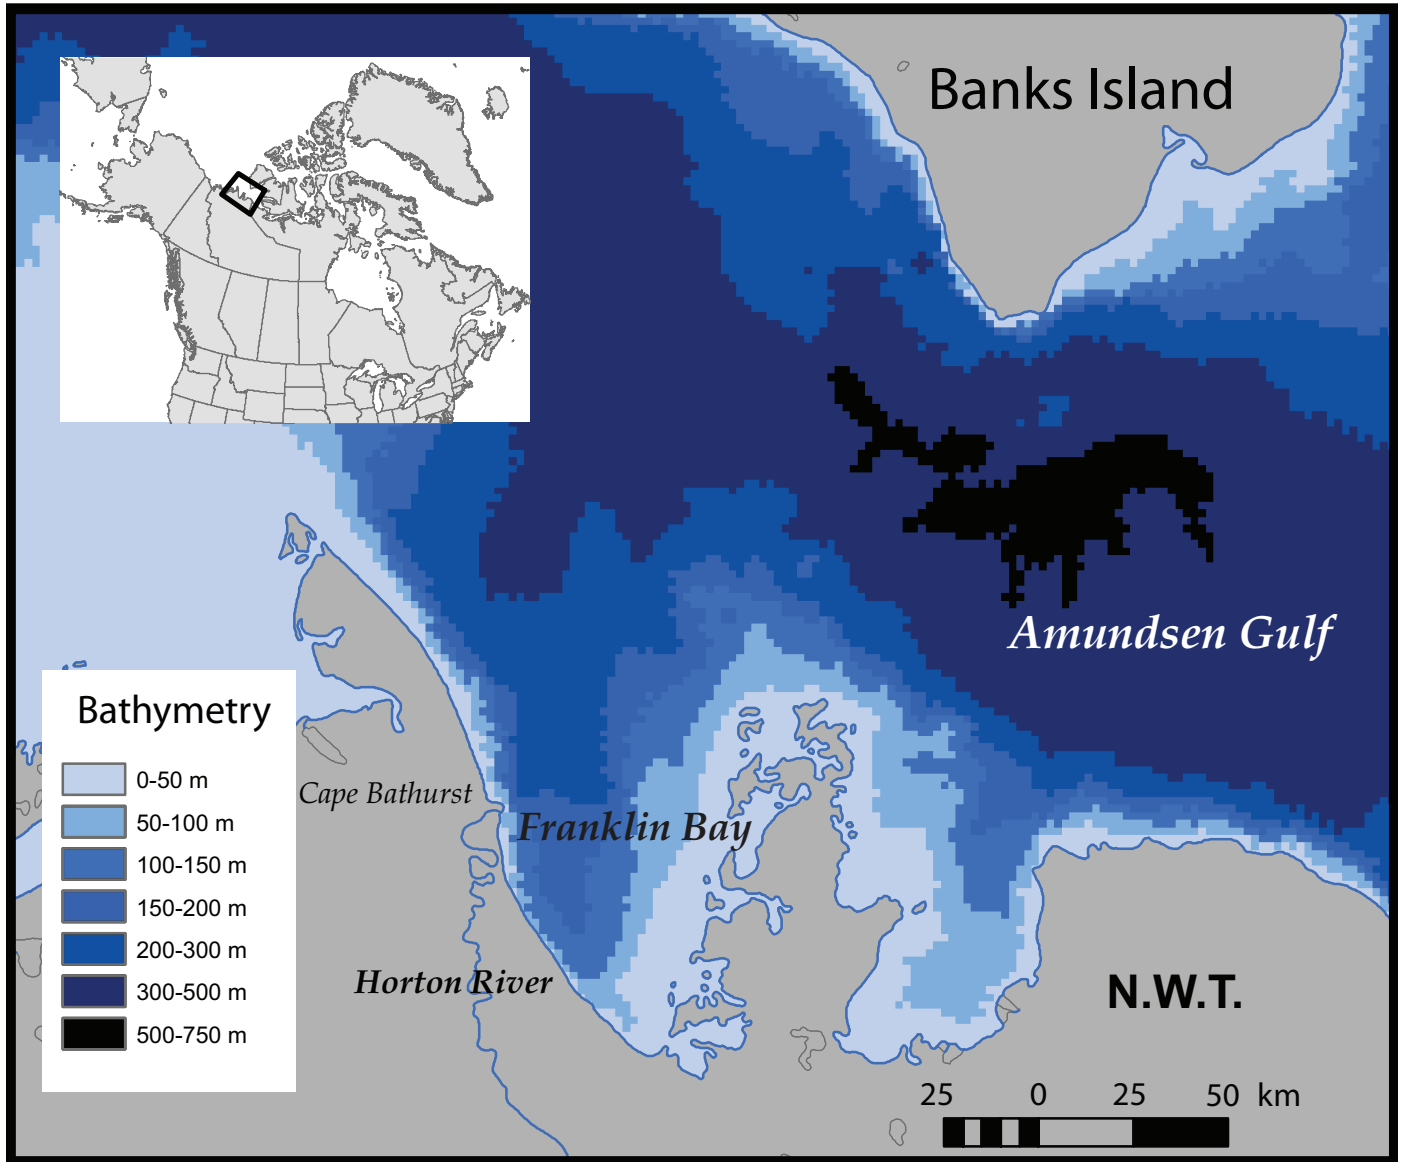 Banks Island
Amundsen Gulf
Bathymetry
0-50 m
50-100 m
100-150 m
150-200 m
200-300 m
300-500 m
500-750 m
Cape Bathurst
Franklin Bay
Horton River
N.W.T.
25 0 25 50 km